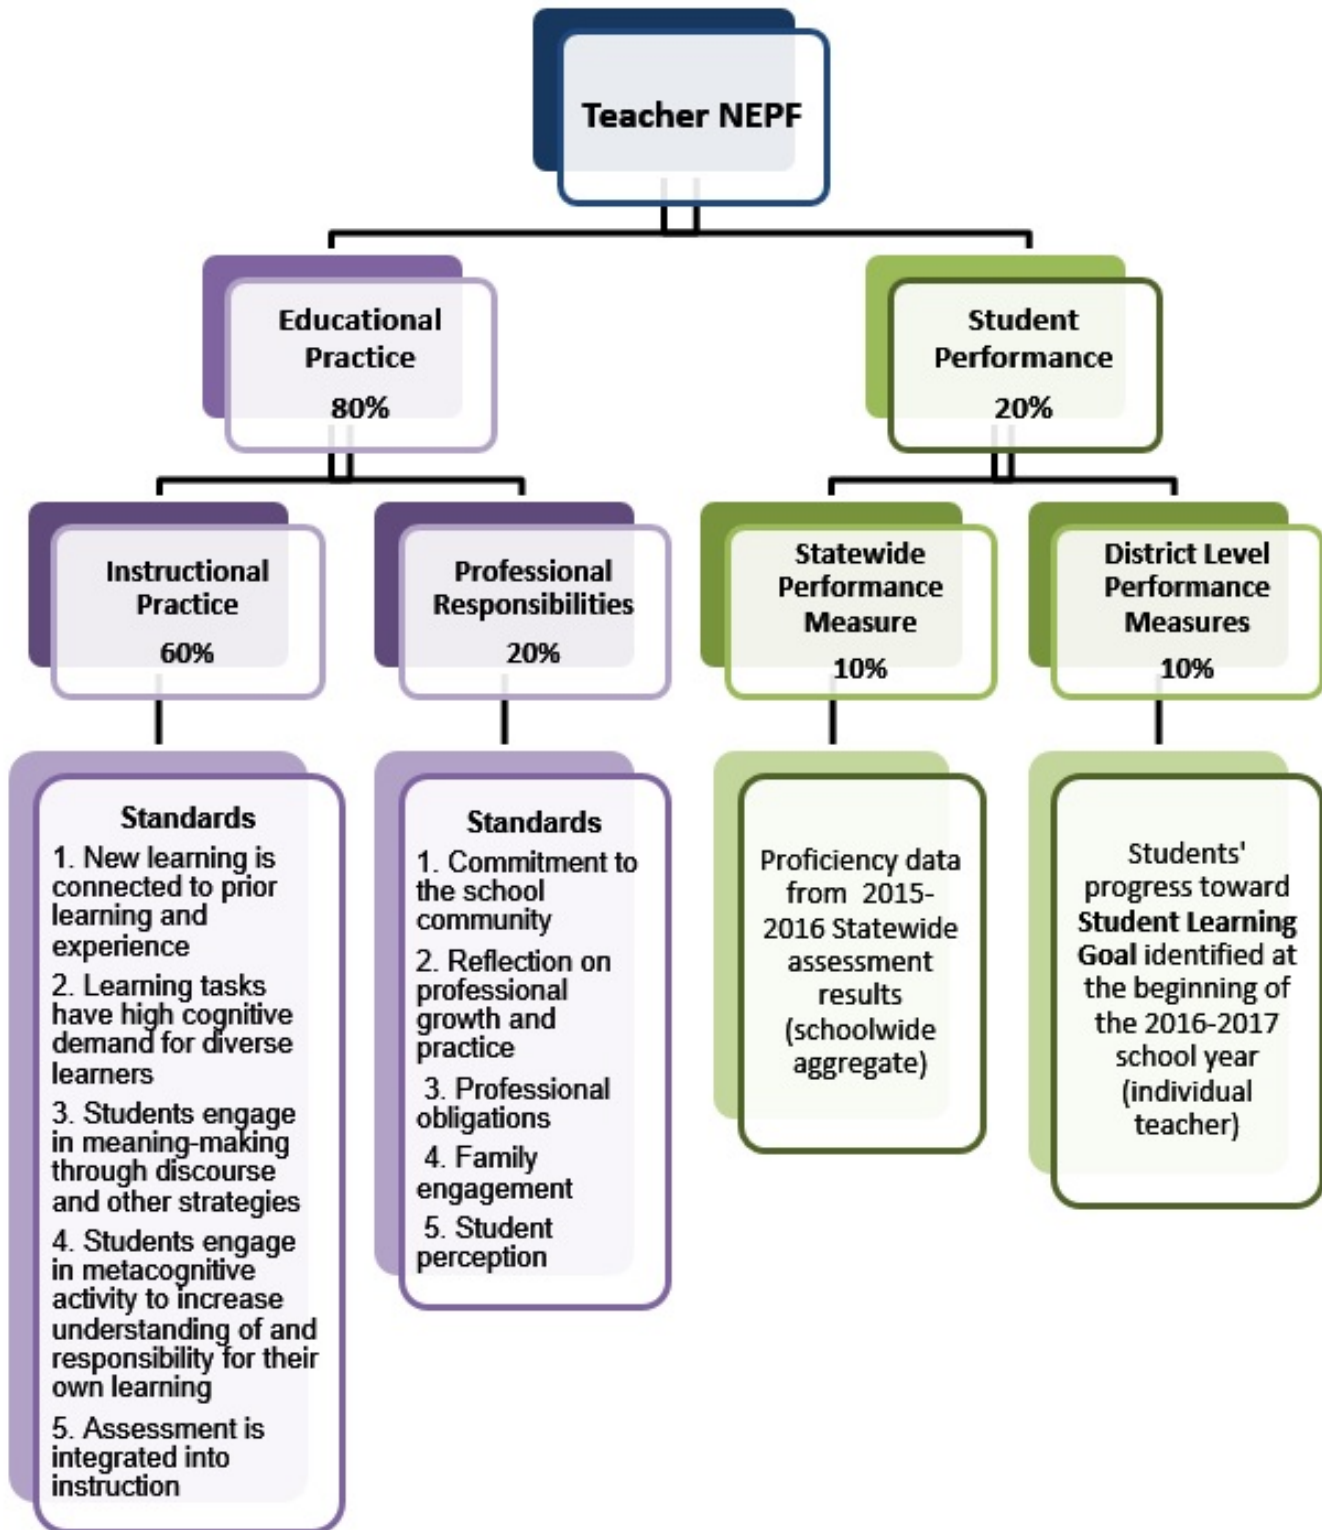 Teacher NEPF
Educational
Practice
80%
Student
Performance
20%
Instructional
Practice
60%
Professional
Responsibilities
20%
Statewide
Performance
Measure
10%
District Level
Performance
Measures
10%
Standards
1. New learning is
connected to prior
learning and
experience
2. Learning tasks
have high cognitive
demand for diverse
learners
3. Students engage
in meaning-making
through discourse
and other strategies
4. Students engage
in metacognitive
activity to increase
understanding of and
responsibility for their
own learning
5. Assessment is
integrated into
instruction
Standards
1. Commitment to
the school
community
2. Reflection on
professional
growth and
practice
3. Professional
obligations
4. Family
engagement
5. Student
perception
Proficiency data
from 2015-
2016 Statewide
assessment
results
(schoolwide
aggregate)
Students'
progress toward
Student Learning
Goal identified at
the beginning of
the 2016-2017
school year
(individual
teacher)